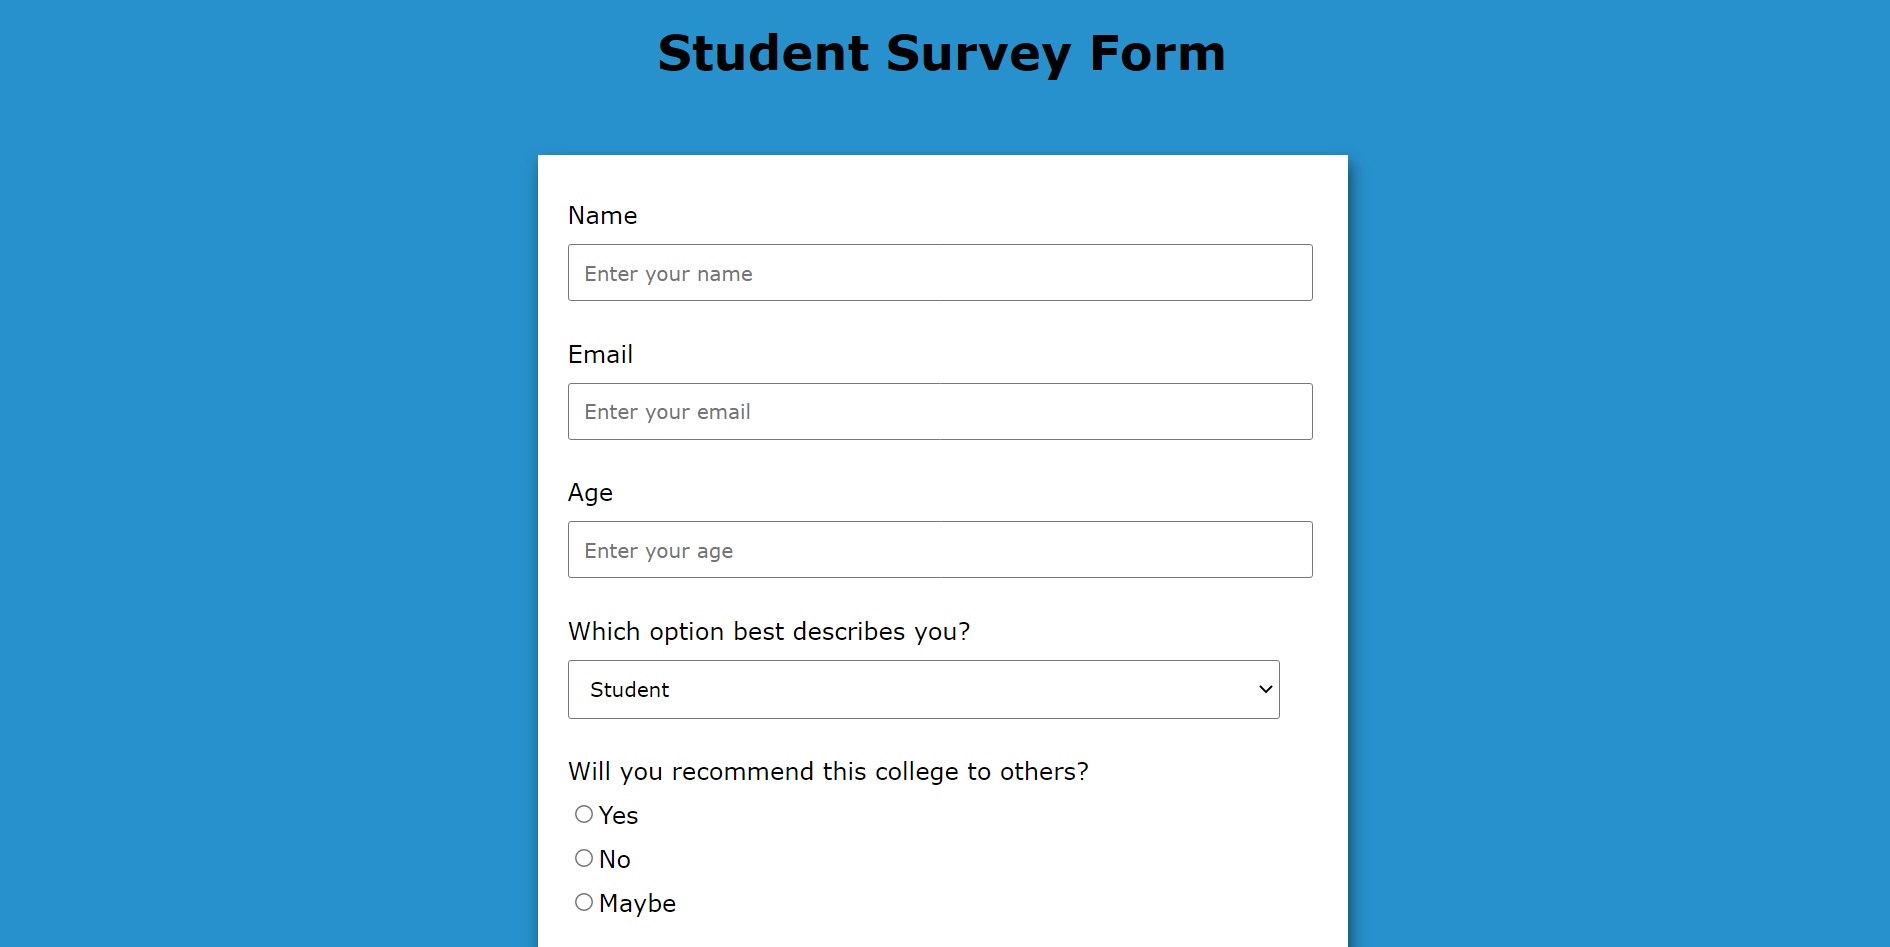 Student Survey Form
Name
Enter your name
Email
Enter your email
Age
Enter your age
Which option best describes you?
Student
Will you recommend this college to others?
Yes
No
Maybe